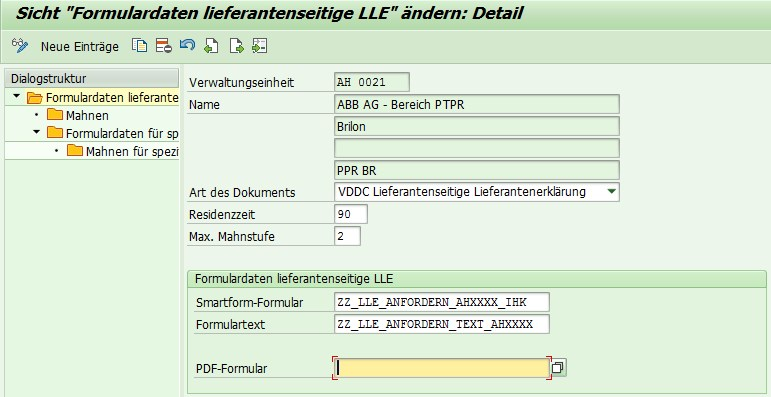 Sicht "Formulardaten lieferantenseitige LLE" ändern: Detail
Neue Einträge
Dialogstruktur
Formulardaten lieferante
Mahnen
Formulardaten für sp
Mahnen für spezi
Verwaltungseinheit AH 0021
Name ABB AG - Bereich PTPR
Brilon
PPR BR
Art des Dokuments VDDC Lieferantenseitige Lieferantenerklärung
Residenzzeit 90
Max. Mahnstufe 2
Formulardaten lieferantenseitige LLE
Smartform-Formular ZZ_LLE_ANFORDERN_AHXXXX_IHK
Formulartext ZZ_LLE_ANFORDERN_TEXT_AHXXXX
PDF-Formular